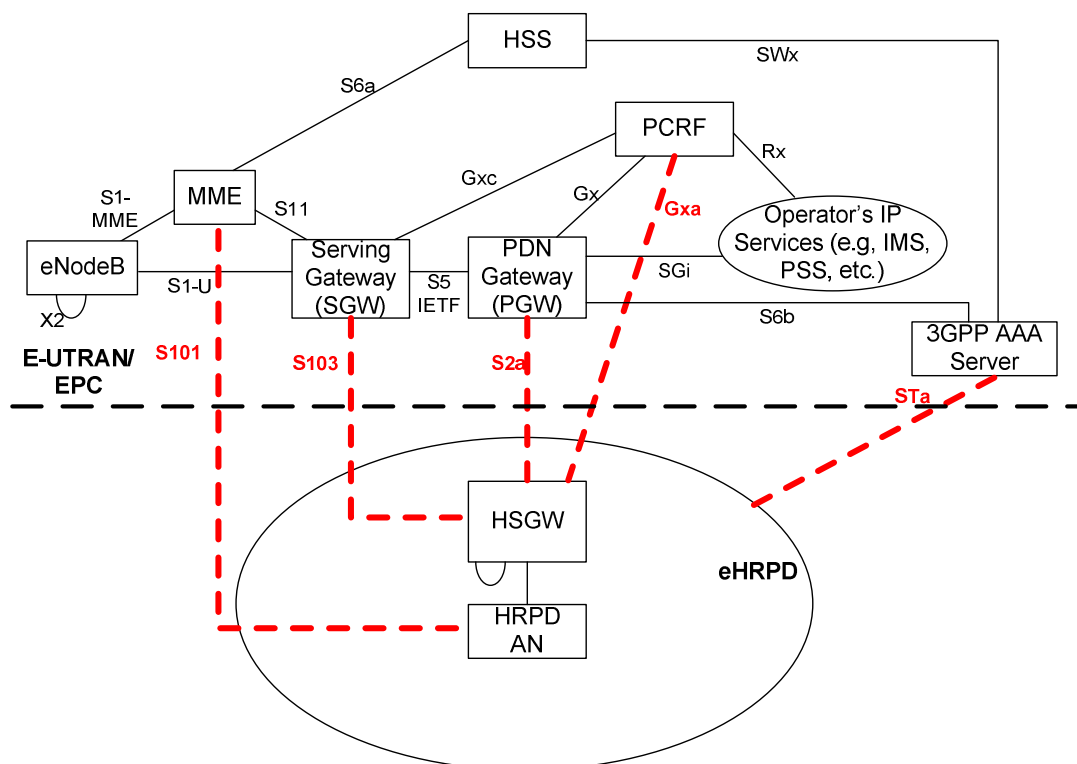 HSS
SWx
S6a
PCRF
Rx
Gxc
S1-
MME
MME
S11
Gx
Gxa
Operator's IP
Services (e.g, IMS,
PSS, etc.)
eNodeB
S1-U
Serving
Gateway
(SGW)
S5
IETF
PDN
Gateway
(PGW)
SGi
X2
S6b
3GPP AAA
Server
E-UTRAN/
EPC
S101
S103
S2a
STa
HSGW
eHRPD
HRPD
AN